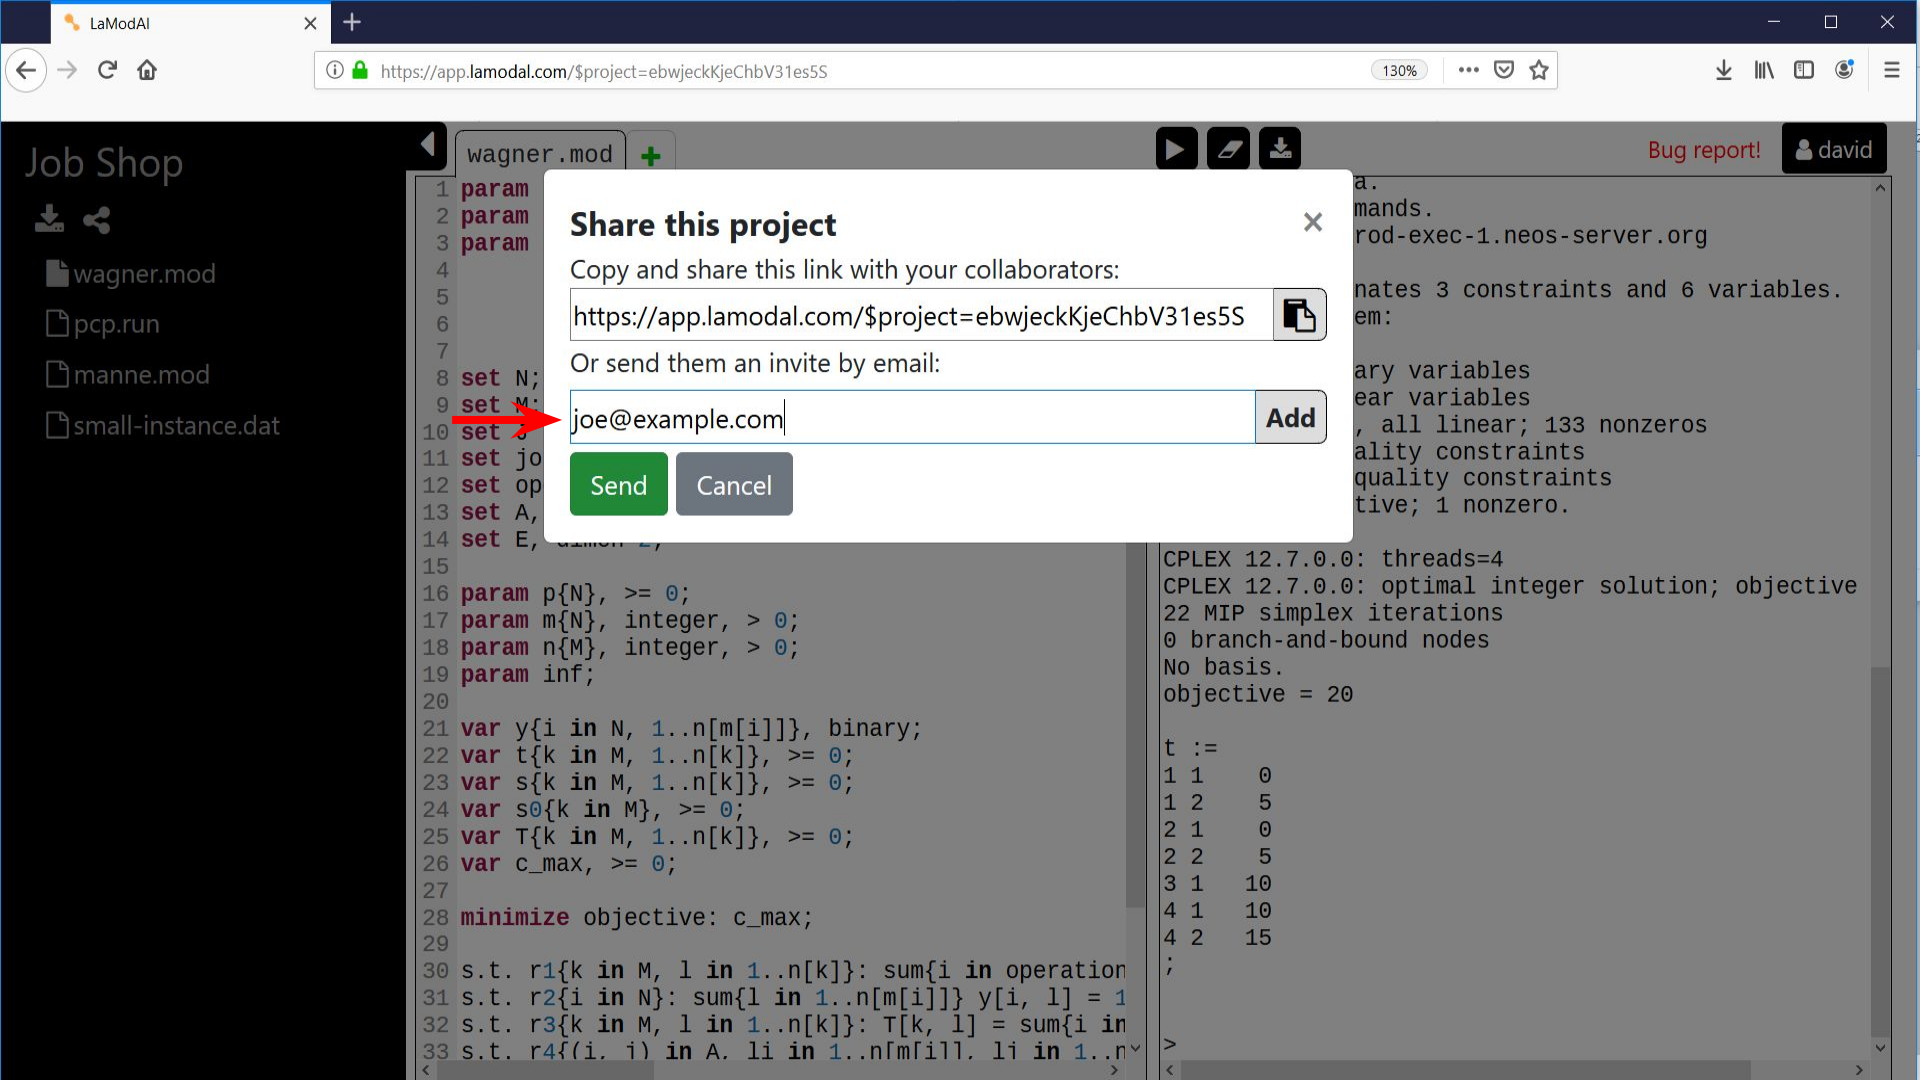 LaModAl
https://app.lamodal.com/$project=ebwjeckKjeChbV31es5S
130%
Job Shop
wagner.mod
pcp.run
manne.mod
small-instance.dat
wagner.mod
Bug report!
david
Share this project
Copy and share this link with your collaborators:
https://app.lamodal.com/$project=ebwjeckKjeChbV31es5S
Or send them an invite by email:
joe@example.com
Add
Send
Cancel
1 param
2 param
3 param
4
5
6
7
8 set N;
9 set M;
10 set J
11 set jo
12 set op
13 set A,
14 set E, dimen 2;
15
16 param p{N}, >= 0;
17 param m{N}, integer, > 0;
18 param n{M}, integer, > 0;
19 param inf;
20
21 var y{i in N, 1..n[m[i]]}, binary;
22 var t{k in M, 1..n[k]}, >= 0;
23 var s{k in M, 1..n[k]}, >= 0;
24 var s0{k in M}, >= 0;
25 var T{k in M, 1..n[k]}, >= 0;
26 var c_max, >= 0;
27
28 minimize objective: c_max;
29
30 s.t. r1{k in M, l in 1..n[k]}: sum{i in operation
31 s.t. r2{i in N}: sum{l in 1..n[m[i]]} y[i, l] = 1
32 s.t. r3{k in M, l in 1..n[k]}: T[k, l] = sum{i in
33 s.t. r4{(i, j) in A, li in 1..n[m[i]], lj in 1..n
a.
mands.
rod-exec-1.neos-server.org
nates 3 constraints and 6 variables.
em:
ary variables
ear variables
, all linear; 133 nonzeros
ality constraints
quality constraints
tive; 1 nonzero.
CPLEX 12.7.0.0: threads=4
CPLEX 12.7.0.0: optimal integer solution; objective
22 MIP simplex iterations
0 branch-and-bound nodes
No basis.
objective = 20
t :=
1 1 0
1 2 5
2 1 0
2 2 5
3 1 10
4 1 10
4 2 15
;
>